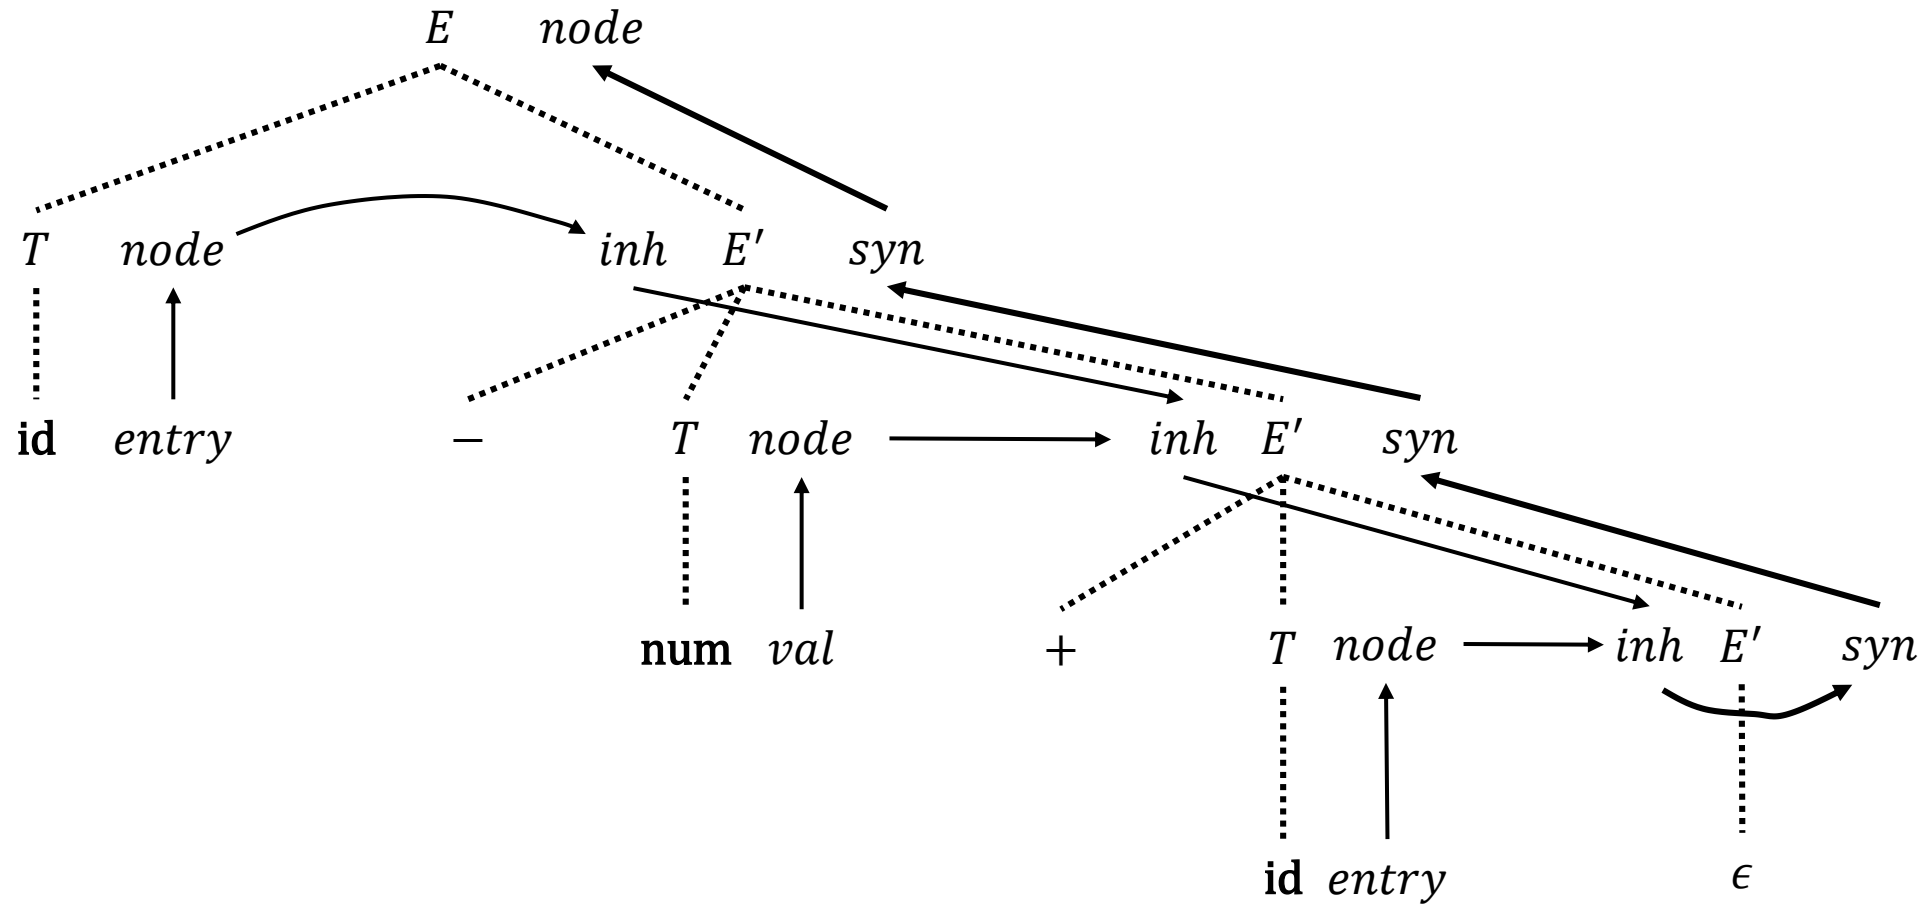 E node
T node inh E′ syn
id entry − T node inh E′ syn
num val + T node inh E′ syn
id entry ϵ